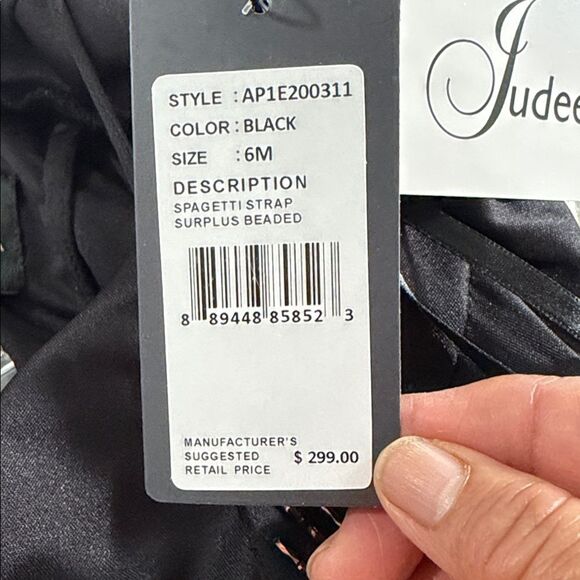 STYLE : AP1E200311
COLOR : BLACK
SIZE : 6M
DESCRIPTION
SPAGETTI STRAP
SURPLUS BEADED
8 89448 85852 3
MANUFACTURER'S
SUGGESTED
RETAIL PRICE
$ 299.00
Judee